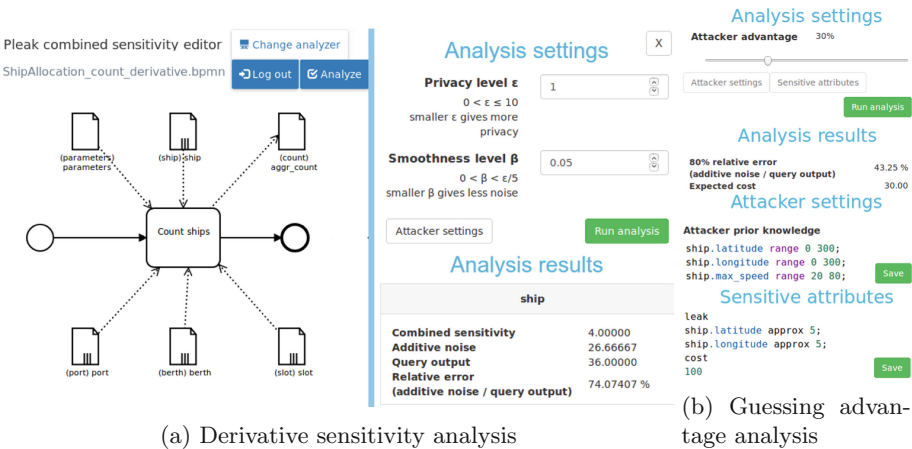 Pleak combined sensitivity editor
Change analyzer
ShipAllocation_count_derivative.bpmn
Log out
Analyze
(parameters)
parameters
(ship) ship
(count)
aggr_count
Count ships
(port) port
(berth) berth
(slot) slot
Analysis settings
X
Privacy level ε
1
0 < ε ≤ 10
smaller ε gives more
privacy
Smoothness level β
0.05
0 < β < ε/5
smaller β gives less noise
Attacker settings
Run analysis
Analysis results
ship
Combined sensitivity 4.00000
Additive noise 26.66667
Query output 36.00000
Relative error
(additive noise / query output) 74.07407 %
(a) Derivative sensitivity analysis
Analysis settings
Attacker advantage 30%
Attacker settings
Sensitive attributes
Run analysis
Analysis results
80% relative error
(additive noise / query output) 43.25 %
Expected cost 30.00
Attacker settings
Attacker prior knowledge
ship.latitude range 0 300;
ship.longitude range 0 300;
ship.max_speed range 20 80;
Save
Sensitive attributes
leak
ship.latitude approx 5;
ship.longitude approx 5;
cost
100
Save
(b) Guessing advan-
tage analysis